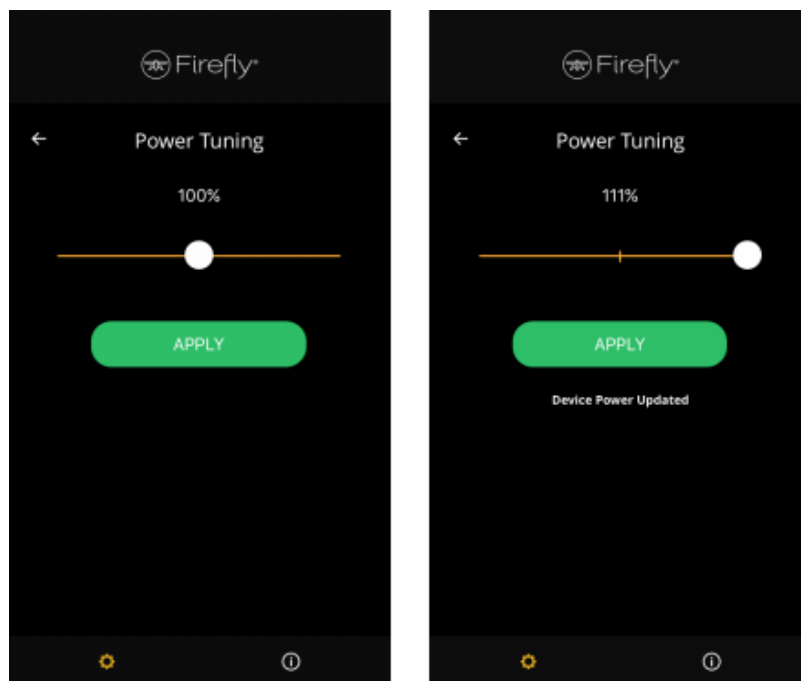 Firefly®
Power Tuning
100%
APPLY
Firefly®
Power Tuning
111%
APPLY
Device Power Updated